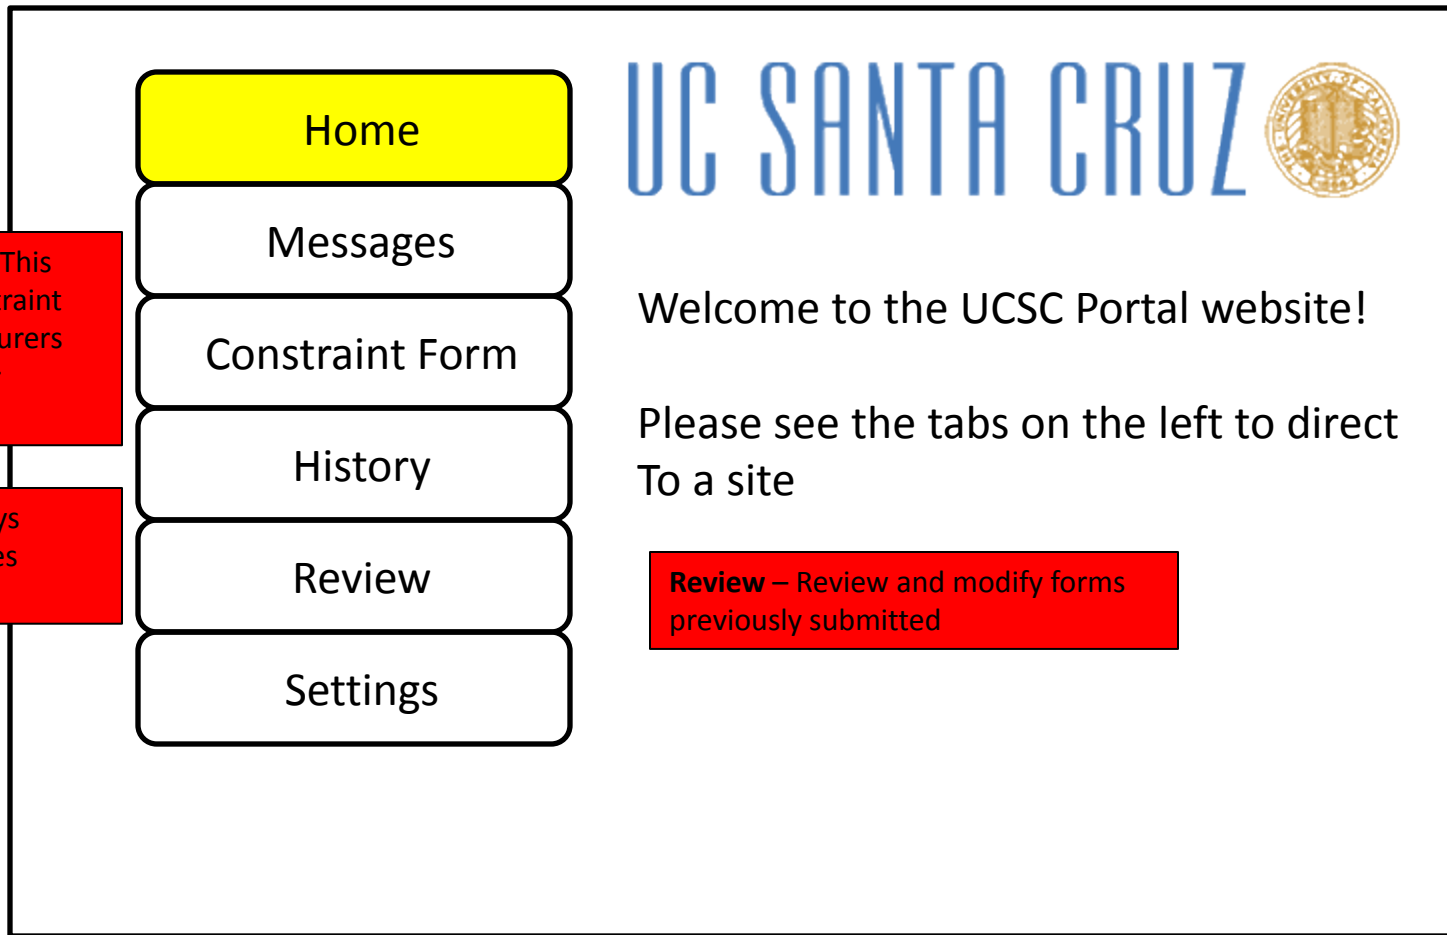 UC SANTA CRUZ
Home
Messages
Constraint Form
History
Review
Settings
This
traint
urers
ys
es
Welcome to the UCSC Portal website!
Please see the tabs on the left to direct
To a site
Review – Review and modify forms
previously submitted